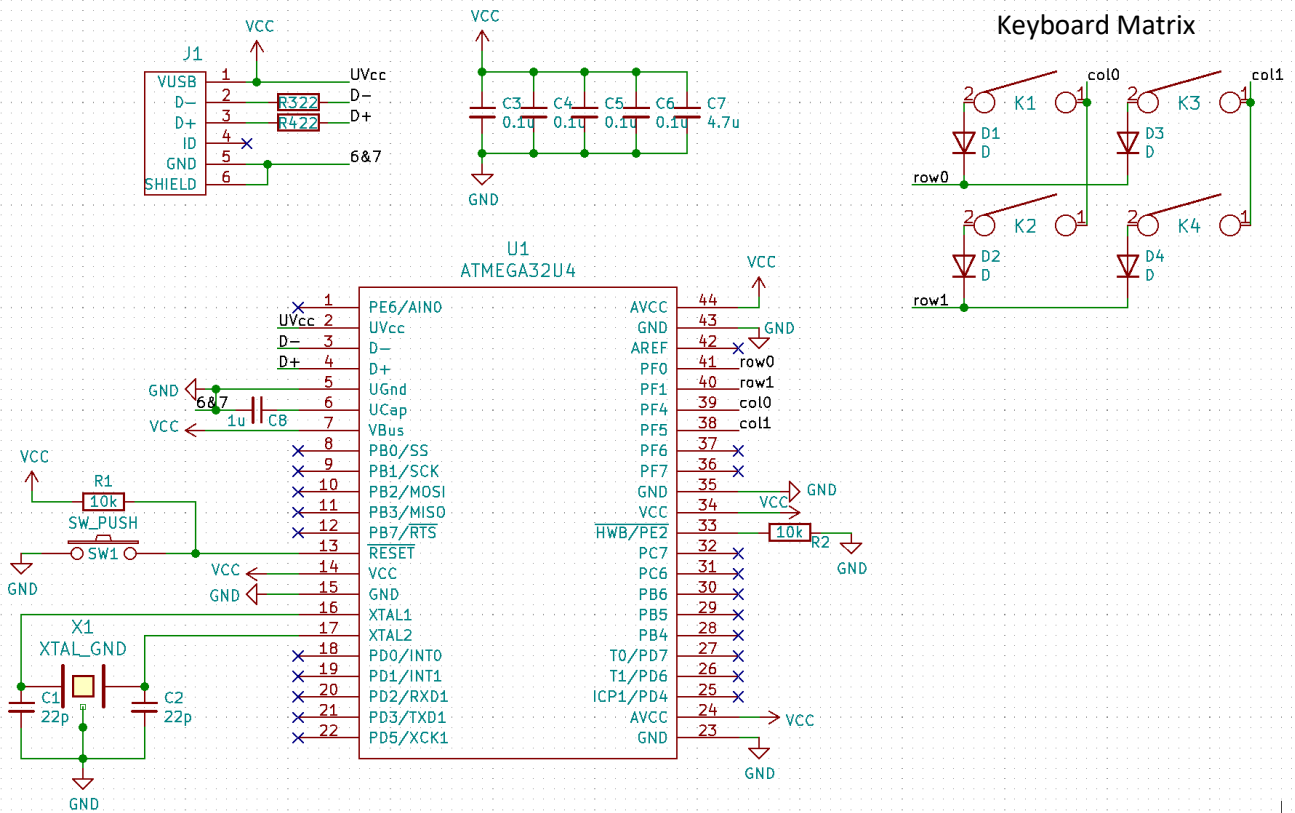 Keyboard Matrix
VCC
J1
VUSB 1 UVcc
D- 2 R322 D-
D+ 3 R422 D+
ID 4
GND 5 6&7
SHIELD 6
VCC
C3 0.1u
C4 0.1u
C5 0.1u
C6 0.1u
C7 4.7u
GND
col0
col1
2 K1 1
2 K3 1
D1
D
D3
D
row0
2 K2 1
2 K4 1
D2
D
D4
D
row1
U1
ATMEGA32U4
1 PE6/AIN0
UVcc 2 UVcc
D- 3 D-
D+ 4 D+
GND 5 UGnd
6&7 1u C8 6 UCap
VCC 7 VBus
8 PB0/SS
9 PB1/SCK
10 PB2/MOSI
11 PB3/MISO
12 PB7/RTS
13 RESET
VCC 14 VCC
GND 15 GND
16 XTAL1
17 XTAL2
18 PD0/INT0
19 PD1/INT1
20 PD2/RXD1
21 PD3/TXD1
22 PD5/XCK1
VCC
AVCC 44
GND 43 GND
AREF 42
PF0 41 row0
PF1 40 row1
PF4 39 col0
PF5 38 col1
PF6 37
PF7 36
GND 35 GND
VCC 34 VCC
HWB/PE2 33 10k R2
GND
PC7 32
PC6 31
PB6 30
PB5 29
PB4 28
T0/PD7 27
T1/PD6 26
ICP1/PD4 25
AVCC 24 VCC
GND 23
GND
VCC
R1
10k
SW_PUSH
SW1
GND
X1
XTAL_GND
C1
22p
C2
22p
GND